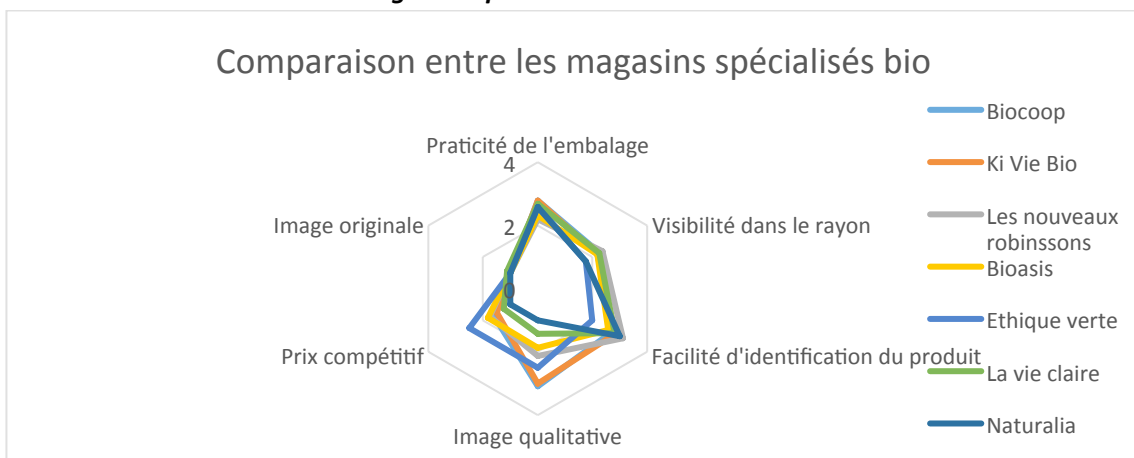 Comparaison entre les magasins spécialisés bio
Praticité de l'embalage
4
Image originale
2
Visibilité dans le rayon
0
Prix compétitif
Facilité d'identification du produit
Image qualitative
Biocoop
Ki Vie Bio
Les nouveaux
robinssons
Bioasis
Ethique verte
La vie claire
Naturalia